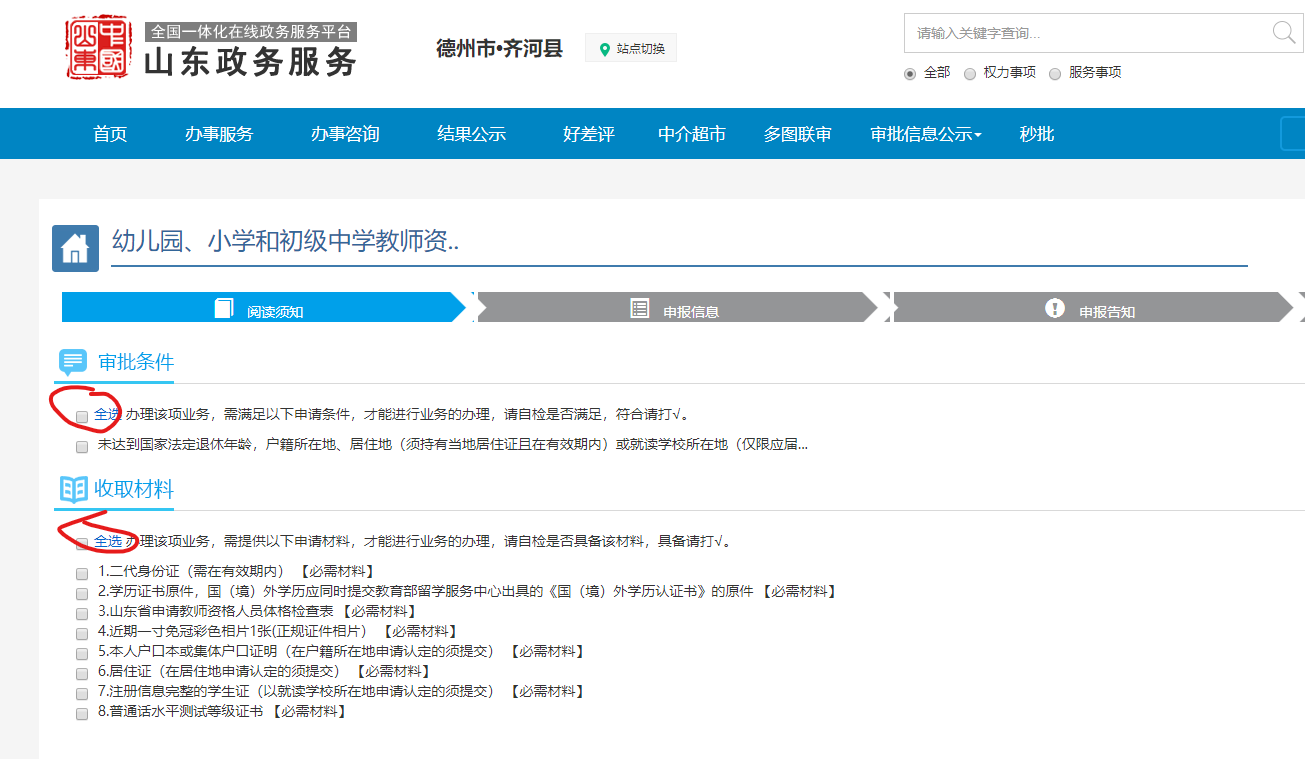 全国一体化在线政务服务平台
山东政务服务
德州市•齐河县
站点切换
请输入关键字查询...
全部 权力事项 服务事项
首页 办事服务 办事咨询 结果公示 好差评 中介超市 多图联审 审批信息公示 秒批
幼儿园、小学和初级中学教师资..
阅读须知 申报信息 申报告知
审批条件
全选 办理该项业务，需满足以下申请条件，才能进行业务的办理，请自检是否满足，符合请打√。
未达到国家法定退休年龄，户籍所在地、居住地（须持有当地居住证且在有效期内）或就读学校所在地（仅限应届...
收取材料
全选 办理该项业务，需提供以下申请材料，才能进行业务的办理，请自检是否具备该材料，具备请打√。
1.二代身份证（需在有效期内） 【必需材料】
2.学历证书原件，国（境）外学历应同时提交教育部留学服务中心出具的《国（境）外学历认证书》的原件 【必需材料】
3.山东省申请教师资格人员体格检查表 【必需材料】
4.近期一寸免冠彩色相片1张(正规证件相片） 【必需材料】
5.本人户口本或集体户口证明（在户籍所在地申请认定的须提交） 【必需材料】
6.居住证（在居住地申请认定的须提交） 【必需材料】
7.注册信息完整的学生证（以就读学校所在地申请认定的须提交） 【必需材料】
8.普通话水平测试等级证书 【必需材料】